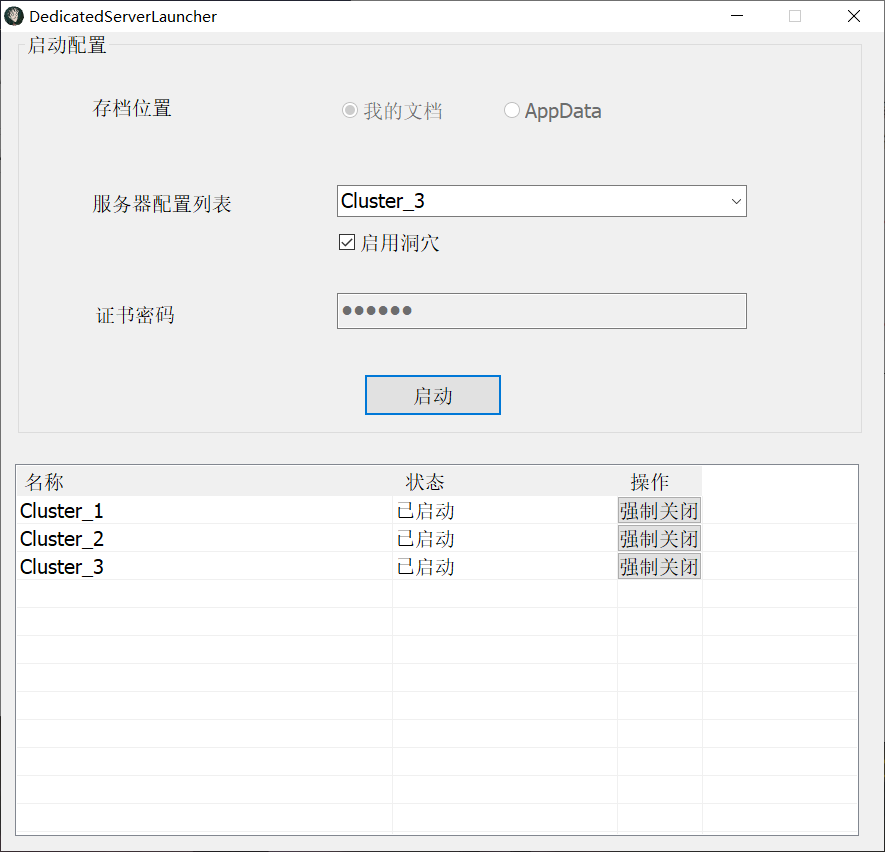 DedicatedServerLauncher
启动配置
存档位置 我的文档 AppData
服务器配置列表 Cluster_3
启用洞穴
证书密码 ●●●●●●
启动
名称 状态 操作
Cluster_1 已启动 强制关闭
Cluster_2 已启动 强制关闭
Cluster_3 已启动 强制关闭